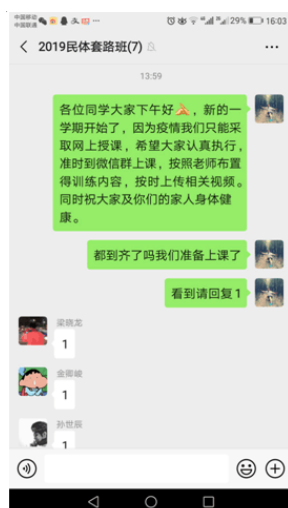 中国移动
中国联通
29%
16:03
2019民体套路班(7)
13:59
各位同学大家下午好,新的一
学期开始了,因为疫情我们只能采
取网上授课,希望大家认真执行,
准时到微信群上课,按照老师布置
得训练内容,按时上传相关视频。
同时祝大家及你们的家人身体健
康。
都到齐了吗我们准备上课了
看到请回复1
梁晓龙
1
金卿峻
1
孙世辰
1